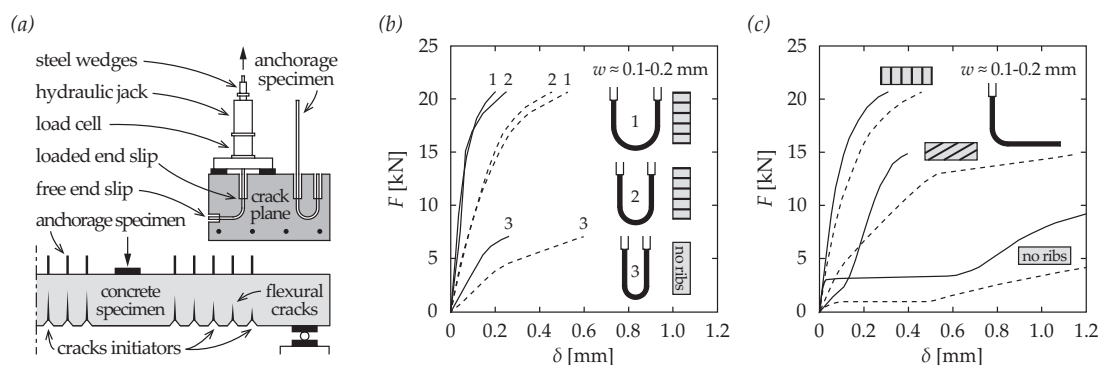 (a)
steel wedges
hydraulic jack
load cell
loaded end slip
free end slip
anchorage specimen
anchorage
specimen
crack
plane
concrete
specimen
flexural
cracks
cracks initiators
(b)
25
20
15
10
5
0
F [kN]
0
0.2
0.4
0.6
0.8
1.0
1.2
δ [mm]
w ≈ 0.1-0.2 mm
1 2
2 1
3
3
1
2
3
no ribs
(c)
25
20
15
10
5
0
F [kN]
0
0.2
0.4
0.6
0.8
1.0
1.2
δ [mm]
w ≈ 0.1-0.2 mm
no ribs